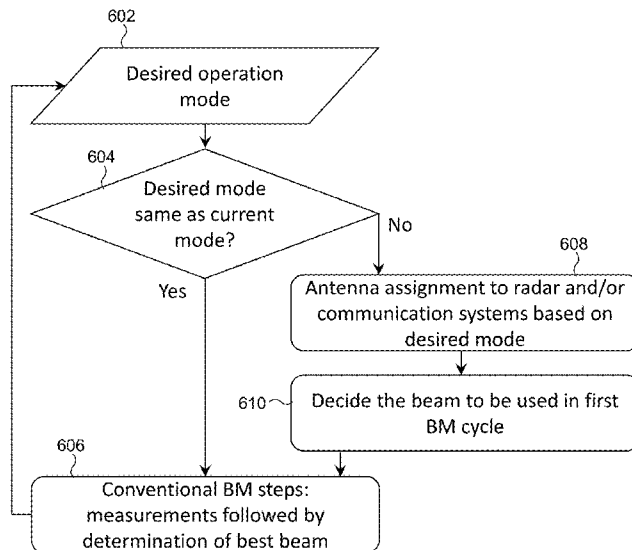 602
Desired operation
mode
604
Desired mode
same as current
mode?
No
Yes
608
Antenna assignment to radar and/or
communication systems based on
desired mode
610
Decide the beam to be used in first
BM cycle
606
Conventional BM steps:
measurements followed by
determination of best beam